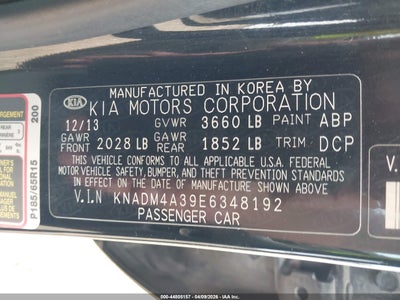 MANUFACTURED IN KOREA BY
KIA KIA MOTORS CORPORATION
12/13 GVWR 3660 LB PAINT ABP
GAWR FRONT 2028 LB GAWR REAR 1852 LB TRIM DCP
THIS VEHICLE CONFORMS TO ALL APPLICABLE U.S.A. FEDERAL
MOTOR VEHICLE SAFETY, BUMPER, AND THEFT PREVENTION STANDARDS
IN EFFECT ON THE DATE OF MANUFACTURE SHOWN ABOVE.
V.I.N KNADM4A39E6348192
PASSENGER CAR
200
P185/65R15
V.
ID: 000-44805157 04/09/2026 - IAA Inc.